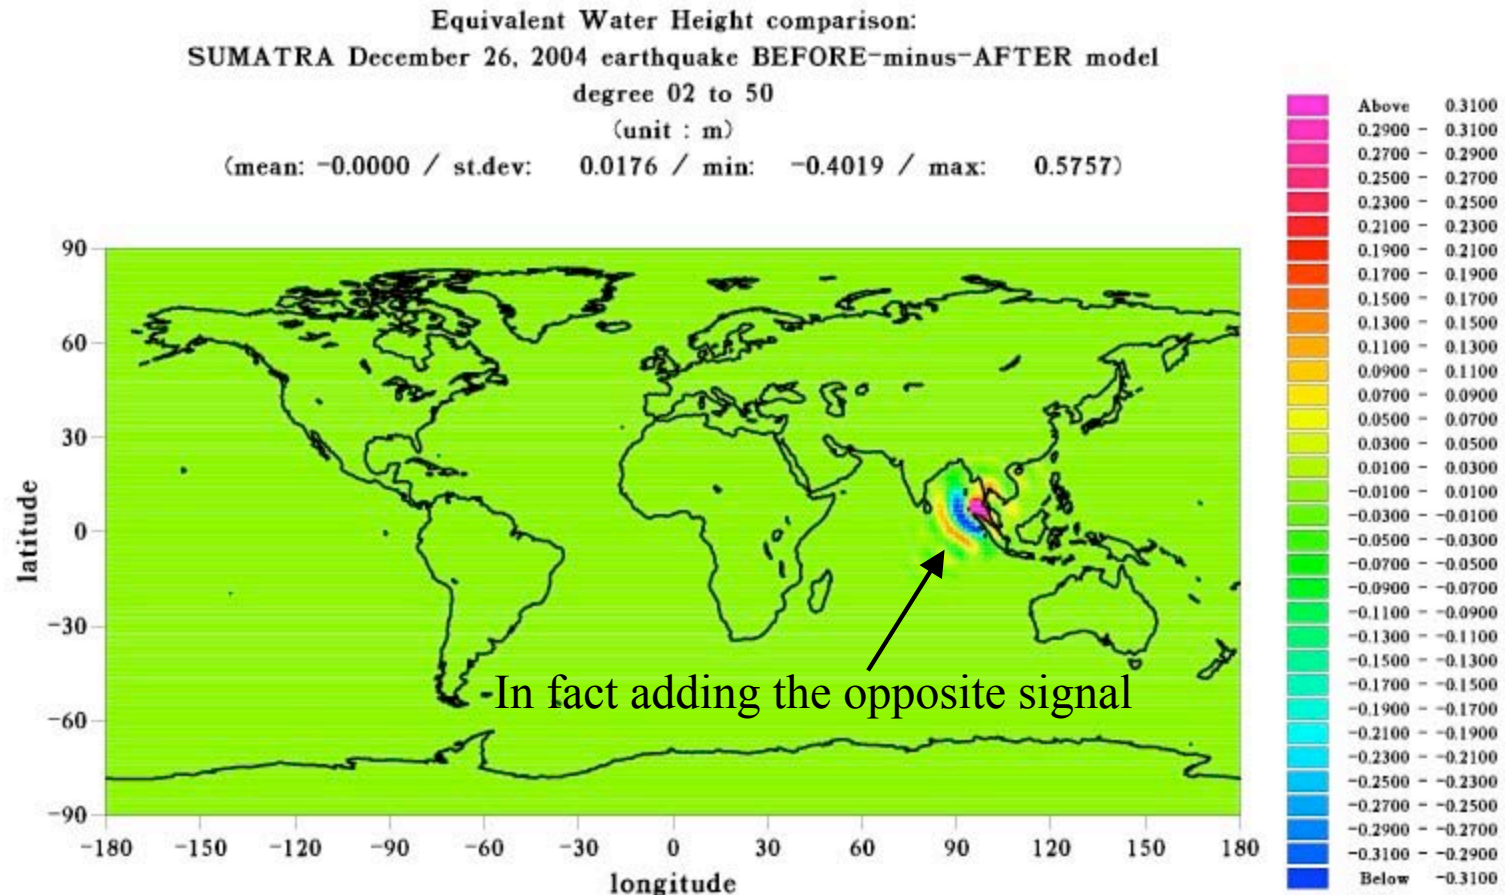 Equivalent Water Height comparison:
SUMATRA December 26, 2004 earthquake BEFORE-minus-AFTER model
degree 02 to 50
(unit : m)
(mean: -0.0000 / st.dev: 0.0176 / min: -0.4019 / max: 0.5757)
Above 0.3100
0.2900 - 0.3100
0.2700 - 0.2900
0.2500 - 0.2700
0.2300 - 0.2500
0.2100 - 0.2300
0.1900 - 0.2100
0.1700 - 0.1900
0.1500 - 0.1700
0.1300 - 0.1500
0.1100 - 0.1300
0.0900 - 0.1100
0.0700 - 0.0900
0.0500 - 0.0700
0.0300 - 0.0500
0.0100 - 0.0300
-0.0100 - 0.0100
-0.0300 - -0.0100
-0.0500 - -0.0300
-0.0700 - -0.0500
-0.0900 - -0.0700
-0.1100 - -0.0900
-0.1300 - -0.1100
-0.1500 - -0.1300
-0.1700 - -0.1500
-0.1900 - -0.1700
-0.2100 - -0.1900
-0.2300 - -0.2100
-0.2500 - -0.2300
-0.2700 - -0.2500
-0.2900 - -0.2700
-0.3100 - -0.2900
Below -0.3100
90
60
30
0
-30
-60
-90
latitude
In fact adding the opposite signal
-180 -150 -120 -90 -60 -30 0 30 60 90 120 150 180
longitude